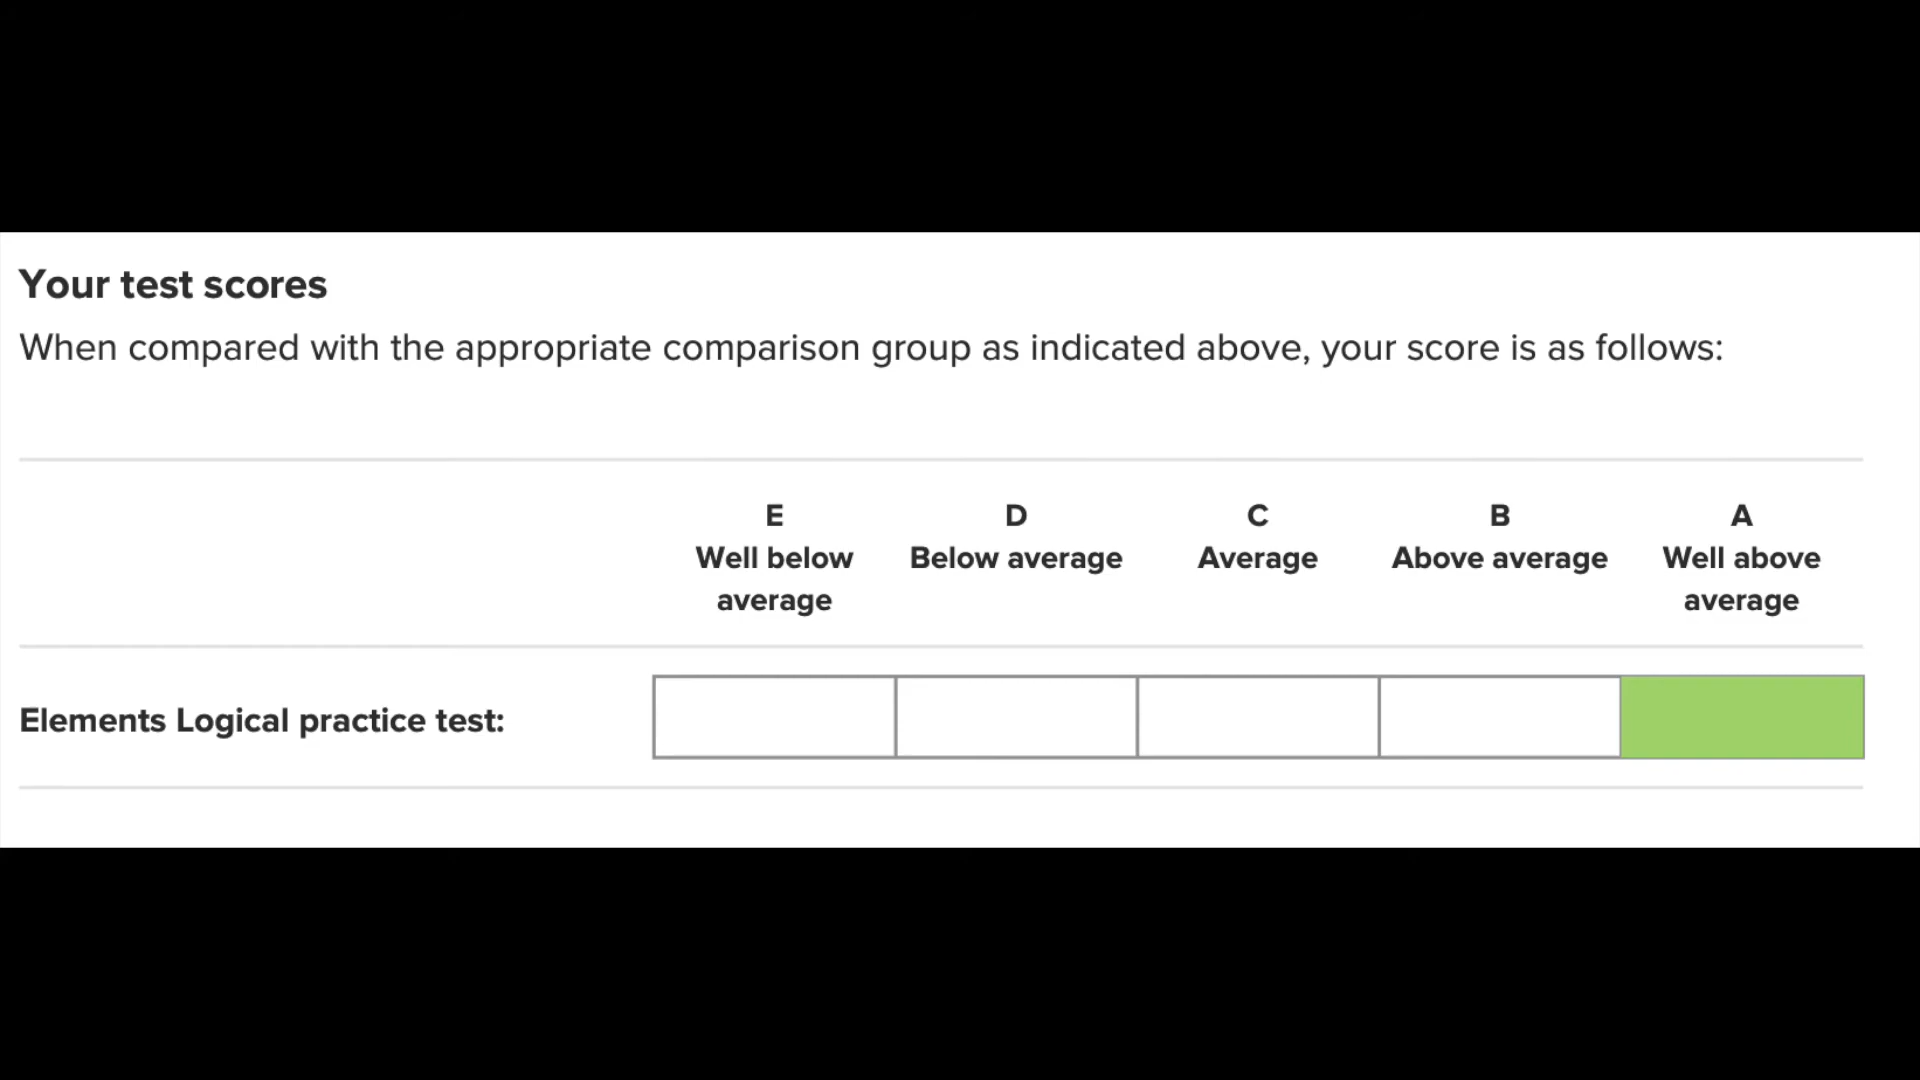 Your test scores
When compared with the appropriate comparison group as indicated above, your score is as follows:
E D C B A
Well below Below average Average Above average Well above
average average
Elements Logical practice test: